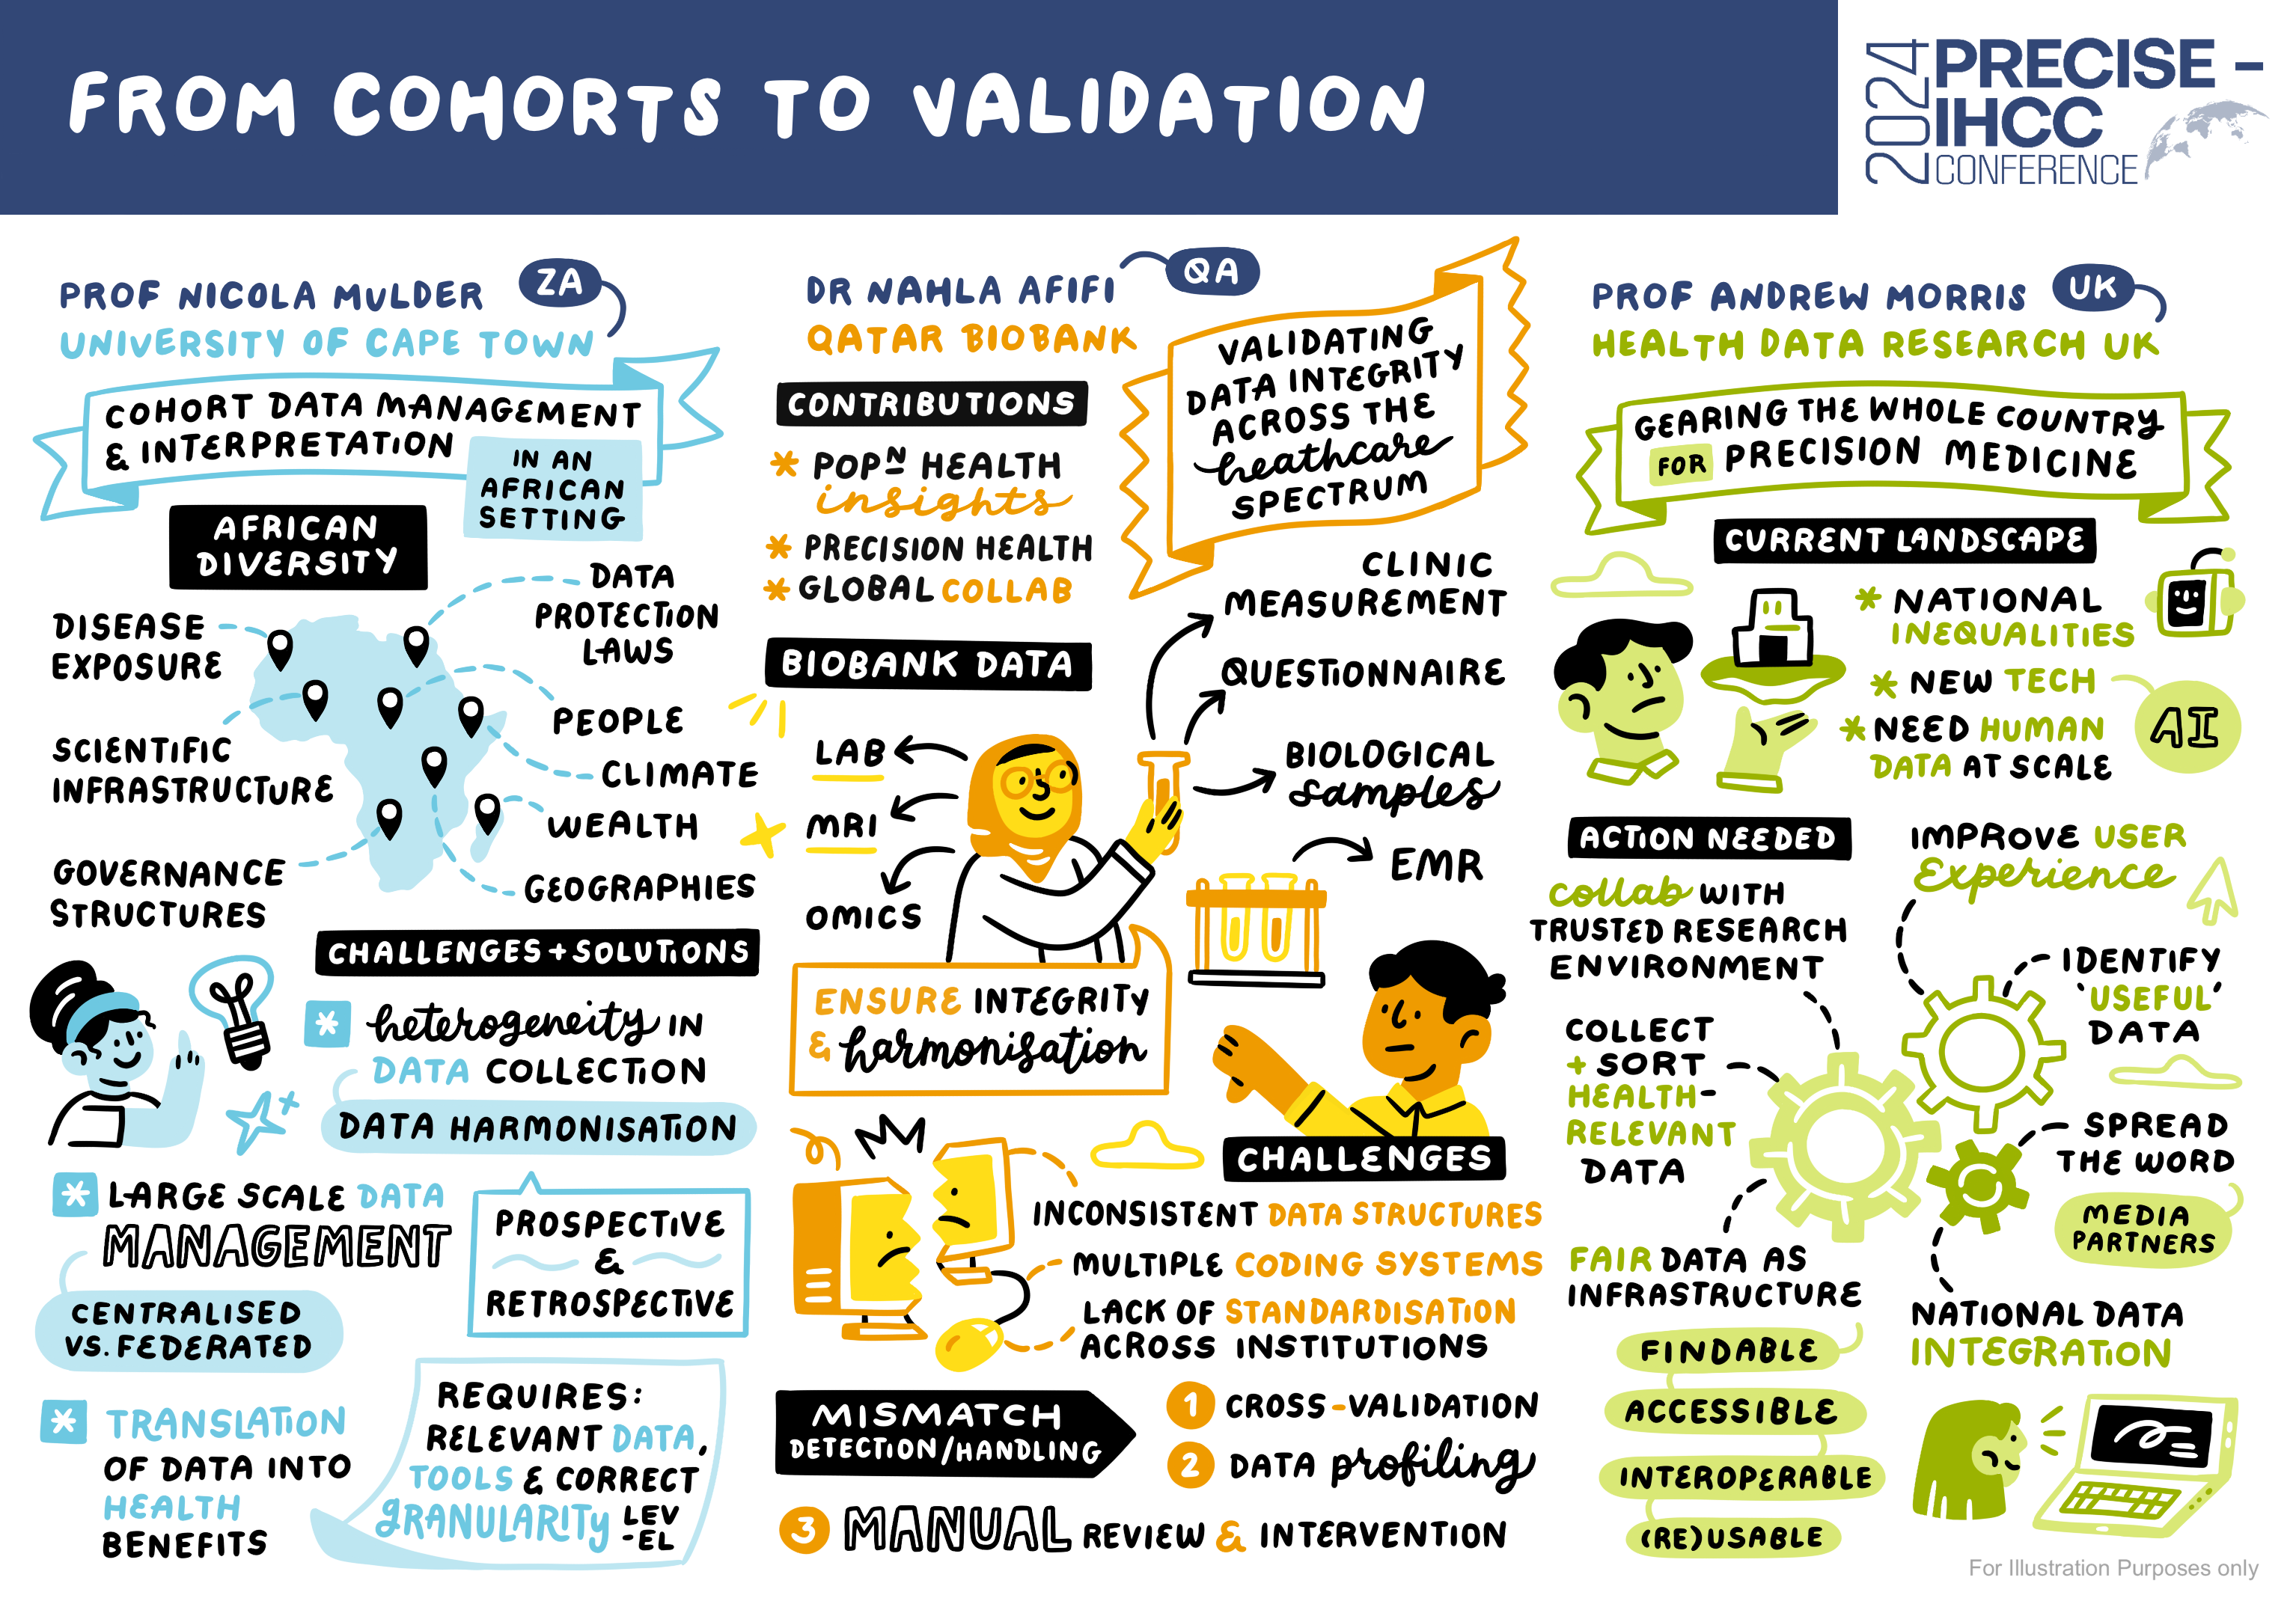 FROM COHORTS TO VALIDATION
2024
PRECISE –
IHCC
CONFERENCE
PROF NICOLA MULDER
ZA
UNIVERSITY OF CAPE TOWN
COHORT DATA MANAGEMENT
& INTERPRETATION
IN AN
AFRICAN
SETTING
AFRICAN
DIVERSITY
DISEASE
EXPOSURE
SCIENTIFIC
INFRASTRUCTURE
GOVERNANCE
STRUCTURES
DATA
PROTECTION
LAWS
PEOPLE
CLIMATE
WEALTH
GEOGRAPHIES
CHALLENGES + SOLUTIONS
* heterogeneity IN
DATA COLLECTION
DATA HARMONISATION
* LARGE SCALE DATA
MANAGEMENT
CENTRALISED
VS. FEDERATED
PROSPECTIVE
&
RETROSPECTIVE
* TRANSLATION
OF DATA INTO
HEALTH
BENEFITS
REQUIRES:
RELEVANT DATA,
TOOLS & CORRECT
GRANULARITY LEV
-EL
DR NAHLA AFIFI
QA
QATAR BIOBANK
VALIDATING
DATA INTEGRITY
ACROSS THE
heathcare
SPECTRUM
CONTRIBUTIONS
* POPN HEALTH
insights
* PRECISION HEALTH
* GLOBAL COLLAB
BIOBANK DATA
LAB
MRI
OMICS
CLINIC
MEASUREMENT
QUESTIONNAIRE
BIOLOGICAL
samples
EMR
ENSURE INTEGRITY
& harmonisation
CHALLENGES
INCONSISTENT DATA STRUCTURES
MULTIPLE CODING SYSTEMS
LACK OF STANDARDISATION
ACROSS INSTITUTIONS
MISMATCH
DETECTION/HANDLING
1 CROSS-VALIDATION
2 DATA profiling
3 MANUAL REVIEW & INTERVENTION
PROF ANDREW MORRIS
UK
HEALTH DATA RESEARCH UK
GEARING THE WHOLE COUNTRY
FOR PRECISION MEDICINE
CURRENT LANDSCAPE
* NATIONAL
INEQUALITIES
* NEW TECH
AI
* NEED HUMAN
DATA AT SCALE
ACTION NEEDED
collab WITH
TRUSTED RESEARCH
ENVIRONMENT
COLLECT
+ SORT
HEALTH-
RELEVANT
DATA
FAIR DATA AS
INFRASTRUCTURE
FINDABLE
ACCESSIBLE
INTEROPERABLE
(RE)USABLE
IMPROVE USER
Experience
IDENTIFY
'USEFUL'
DATA
SPREAD
THE WORD
MEDIA
PARTNERS
NATIONAL DATA
INTEGRATION
For Illustration Purposes only